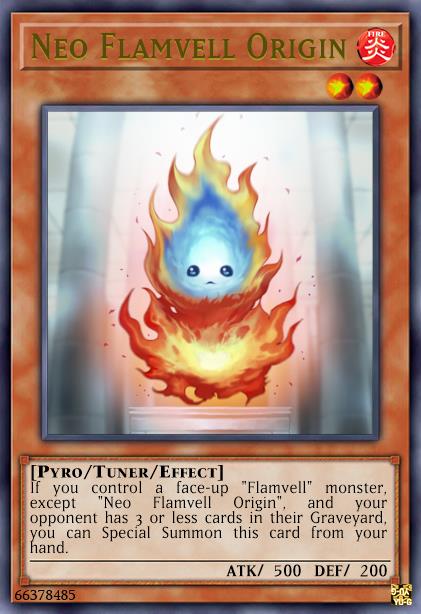 Neo Flamvell Origin
FIRE
炎
[Pyro/Tuner/Effect]
If you control a face-up "Flamvell" monster,
except "Neo Flamvell Origin", and your
opponent has 3 or less cards in their Graveyard,
you can Special Summon this card from your
hand.
ATK/ 500 DEF/ 200
66378485